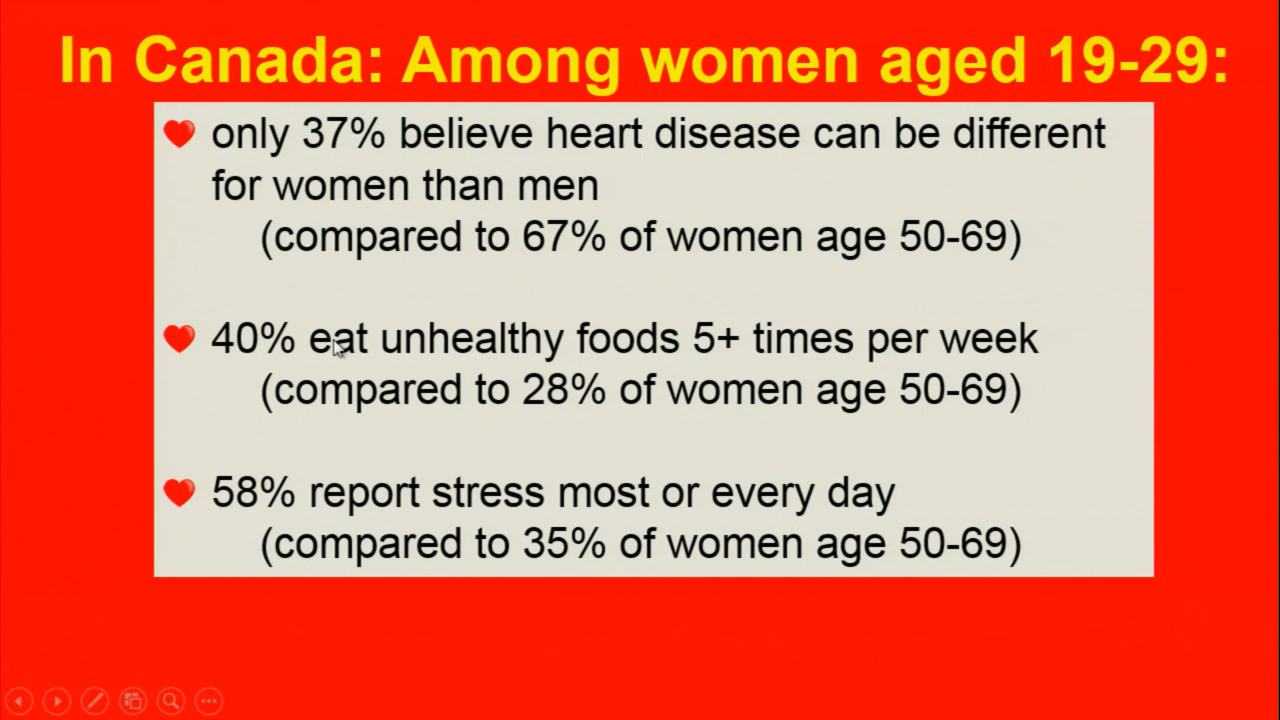 In Canada: Among women aged 19-29:
only 37% believe heart disease can be different
for women than men
(compared to 67% of women age 50-69)
40% eat unhealthy foods 5+ times per week
(compared to 28% of women age 50-69)
58% report stress most or every day
(compared to 35% of women age 50-69)